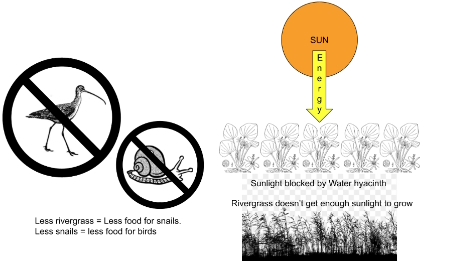 SUN
Energy
Sunlight blocked by Water hyacinth
Rivergrass doesn't get enough sunlight to grow
Less rivergrass = Less food for snails.
Less snails = less food for birds